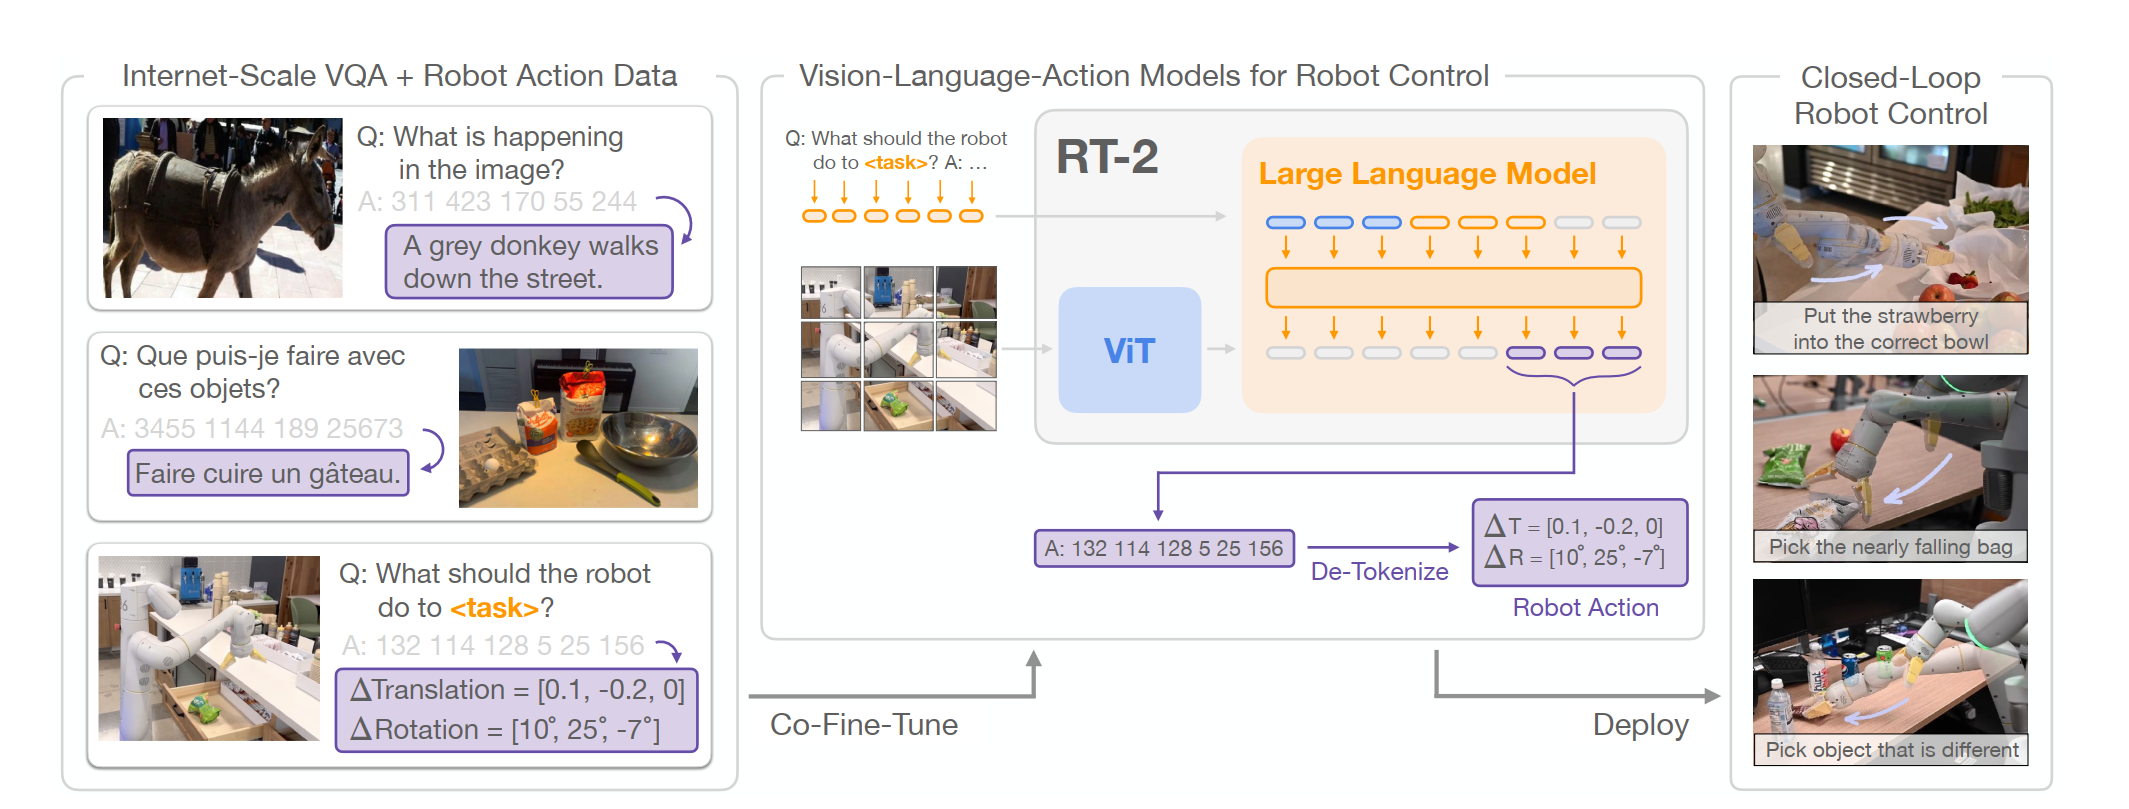 Internet-Scale VQA + Robot Action Data
Q: What is happening
in the image?
A: 311 423 170 55 244
A grey donkey walks
down the street.
Q: Que puis-je faire avec
ces objets?
A: 3455 1144 189 25673
Faire cuire un gâteau.
Q: What should the robot
do to <task>?
A: 132 114 128 5 25 156
ΔTranslation = [0.1, -0.2, 0]
ΔRotation = [10°, 25°, -7°]
Co-Fine-Tune
Vision-Language-Action Models for Robot Control
Q: What should the robot
do to <task>? A: …
RT-2
Large Language Model
ViT
A: 132 114 128 5 25 156
De-Tokenize
ΔT = [0.1, -0.2, 0]
ΔR = [10°, 25°, -7°]
Robot Action
Deploy
Closed-Loop
Robot Control
Put the strawberry
into the correct bowl
Pick the nearly falling bag
Pick object that is different